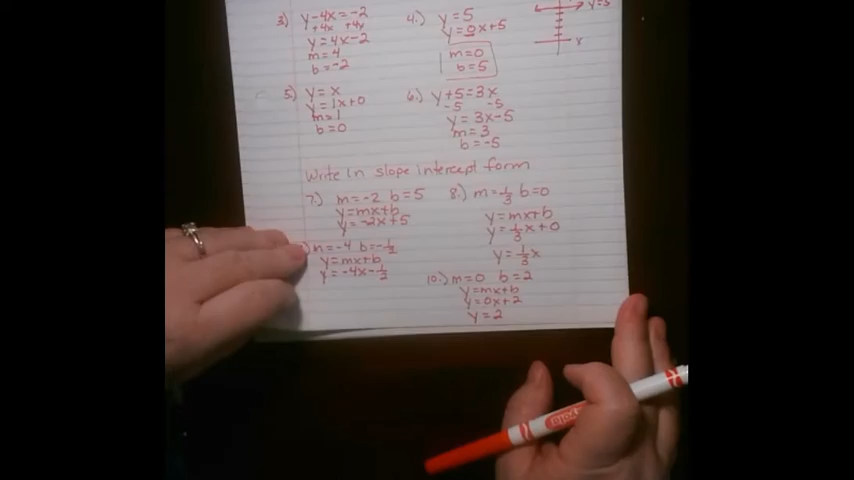 3.) y-4x=-2
+4x +4x
y=4x-2
m=4
b=-2
4.) y=5
y=0x+5
m=0
b=5
y=5
x
5.) y=x
y=1x+0
m=1
b=0
6.) y+5=3x
-5 -5
y=3x-5
m=3
b=-5
Write in slope intercept form
7.) m=-2 b=5
y=mx+b
y=-2x+5
8.) m=1/3 b=0
y=mx+b
y=1/3x+0
y=1/3x
.) m=-4 b=-1/2
y=mx+b
y=-4x-1/2
10.) m=0 b=2
y=mx+b
y=0x+2
y=2